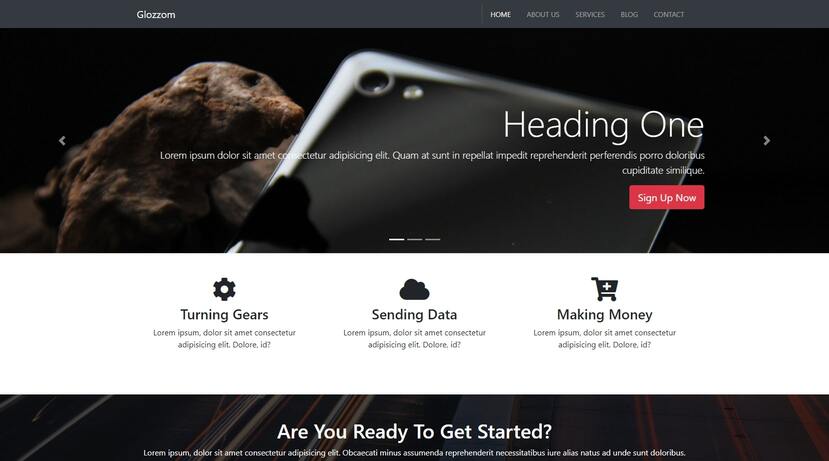 Glozzom
HOME ABOUT US SERVICES BLOG CONTACT
Heading One
Lorem ipsum dolor sit amet consectetur adipisicing elit. Quam at sunt in repellat impedit reprehenderit perferendis porro doloribus
cupiditate similique.
Sign Up Now
Turning Gears
Lorem ipsum, dolor sit amet consectetur
adipisicing elit. Dolore, id?
Sending Data
Lorem ipsum, dolor sit amet consectetur
adipisicing elit. Dolore, id?
Making Money
Lorem ipsum, dolor sit amet consectetur
adipisicing elit. Dolore, id?
Are You Ready To Get Started?
Lorem ipsum, dolor sit amet consectetur adipisicing elit. Obcaecati minus assumenda reprehenderit necessitatibus iure alias natus ad unde sunt doloribus.